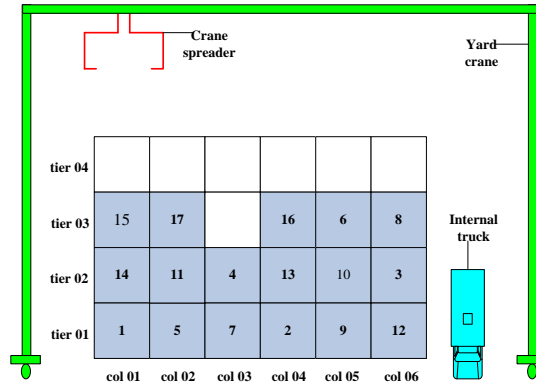 Crane
spreader
Yard
crane
tier 04
tier 03 15 17 16 6 8
Internal
truck
tier 02 14 11 4 13 10 3
tier 01 1 5 7 2 9 12
col 01 col 02 col 03 col 04 col 05 col 06